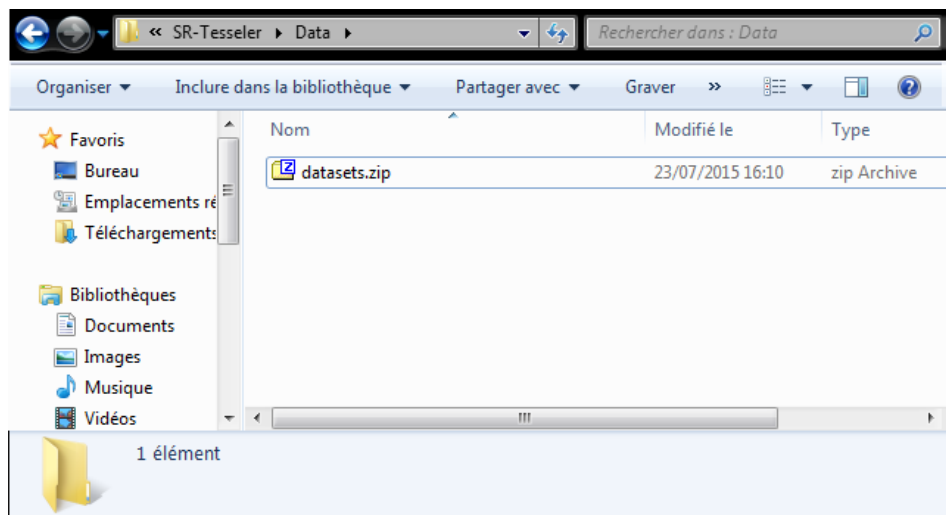 « SR-Tesseler Data Rechercher dans : Data
Organiser Inclure dans la bibliothèque Partager avec Graver »
Favoris
Bureau
Emplacements ré
Téléchargements
Bibliothèques
Documents
Images
Musique
Vidéos
Nom Modifié le Type
datasets.zip 23/07/2015 16:10 zip Archive
1 élément